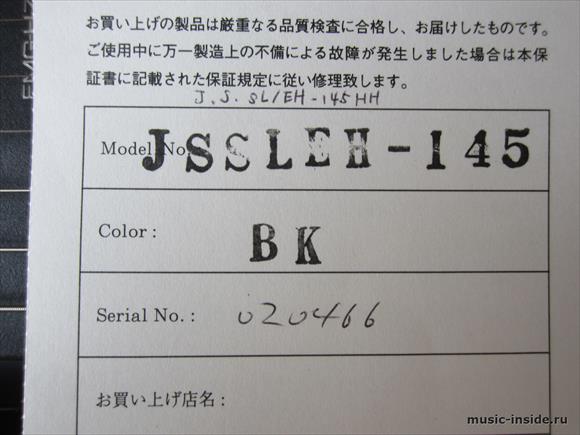 お買い上げの製品は厳重なる品質検査に合格し、お届けしたものです。
ご使用中に万一製造上の不備による故障が発生しました場合は本保
証書に記載された保証規定に従い修理致します。
J.S. SL/EH-145HH
Model No. JSSLEH-145
Color : BK
Serial No. : 020466
お買い上げ店名 :
music-inside.ru